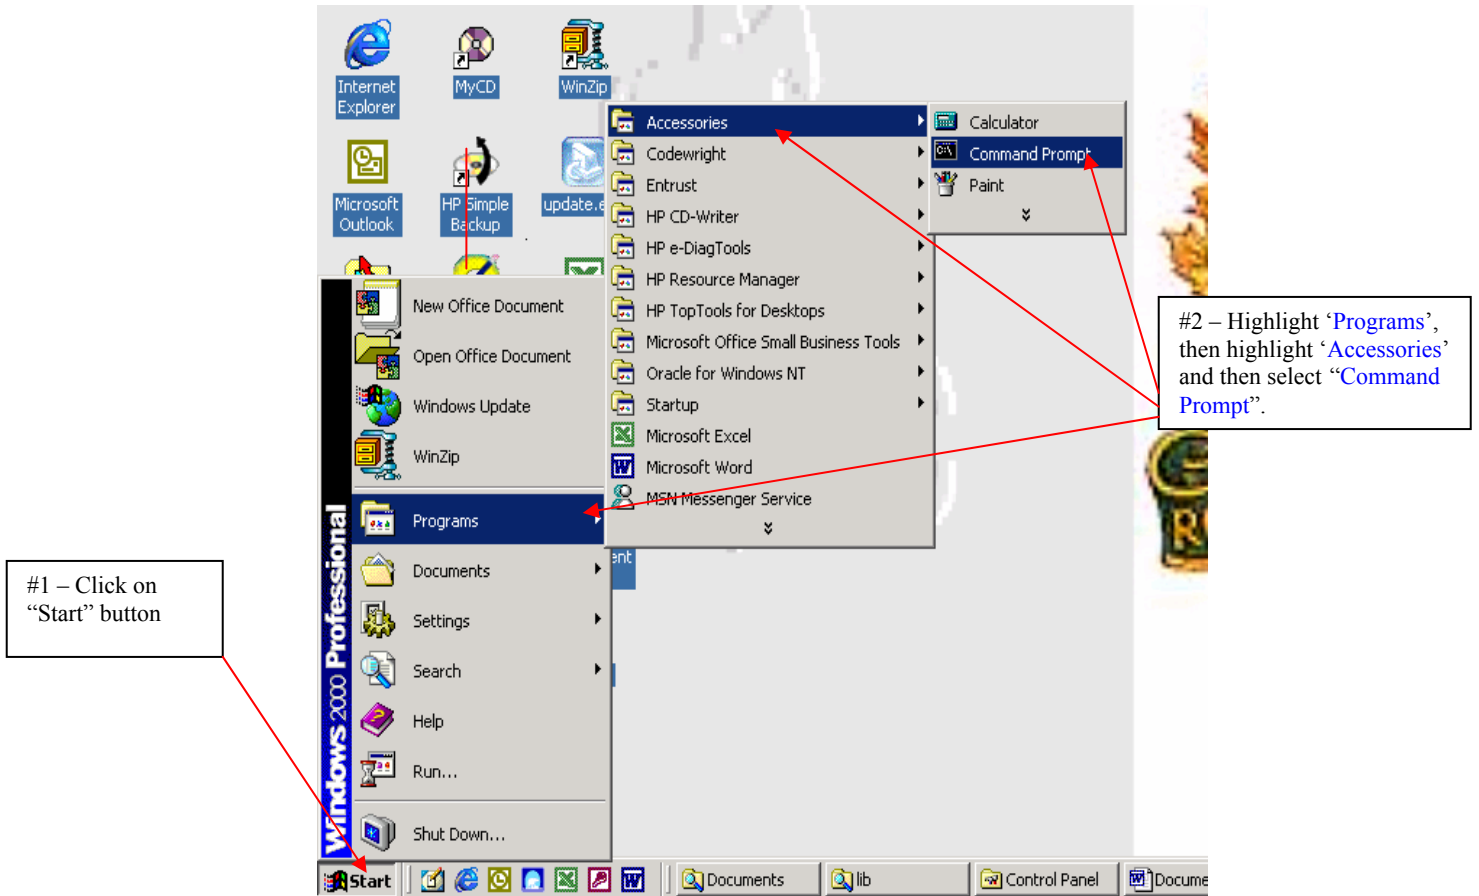 Internet
Explorer
MyCD
WinZip
Microsoft
Outlook
HP Simple
Backup
update.e
Accessories
Codewright
Entrust
HP CD-Writer
HP e-DiagTools
HP Resource Manager
HP TopTools for Desktops
Microsoft Office Small Business Tools
Oracle for Windows NT
Startup
Microsoft Excel
Microsoft Word
MSN Messenger Service
Calculator
Command Prompt
Paint
#2 – Highlight ‘Programs’,
then highlight ‘Accessories’
and then select “Command
Prompt”.
New Office Document
Open Office Document
Windows Update
WinZip
Programs
Documents
Settings
Search
Help
Run...
Shut Down...
Windows 2000 Professional
ent
#1 – Click on
“Start” button
Start
Documents
lib
Control Panel
Docume